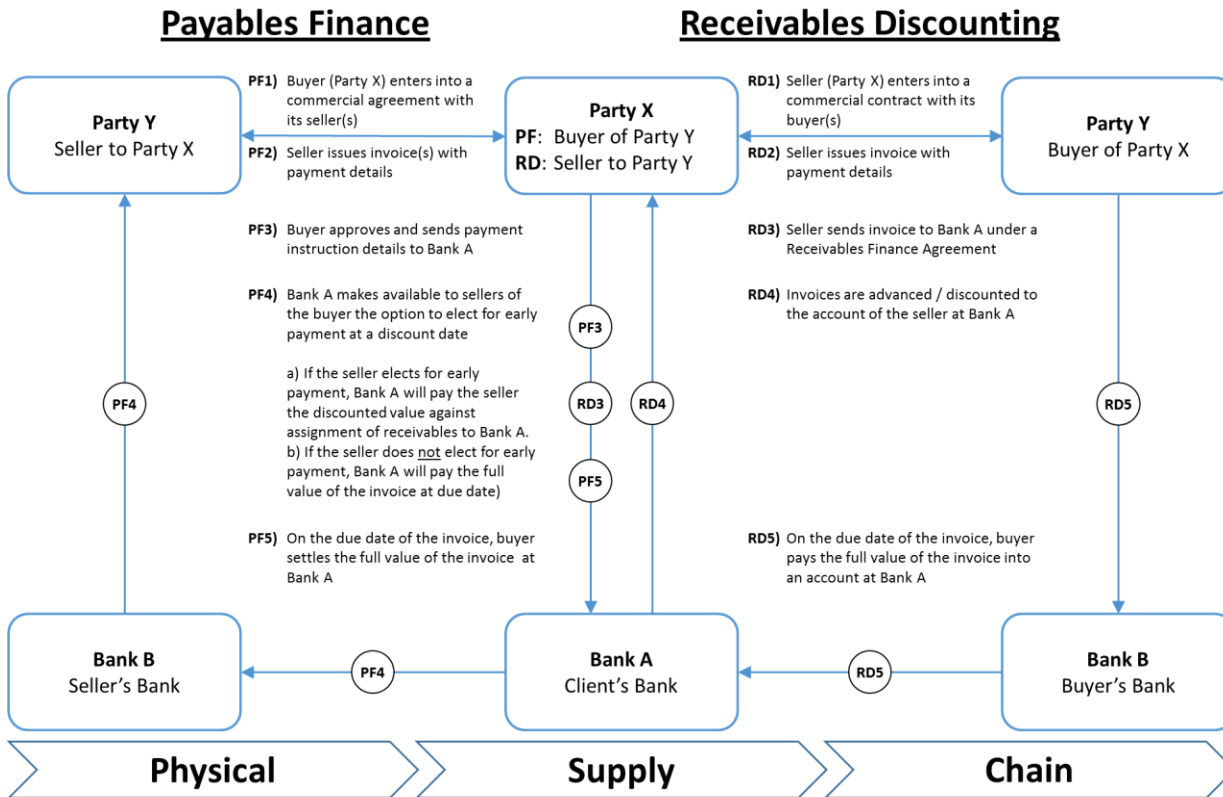 Payables Finance
Receivables Discounting
Party Y
Seller to Party X
PF1) Buyer (Party X) enters into a
commercial agreement with
its seller(s)
PF2) Seller issues invoice(s) with
payment details
Party X
PF: Buyer of Party Y
RD: Seller to Party Y
RD1) Seller (Party X) enters into a
commercial contract with its
buyer(s)
RD2) Seller issues invoice with
payment details
Party Y
Buyer of Party X
PF3) Buyer approves and sends payment
instruction details to Bank A
PF4) Bank A makes available to sellers of
the buyer the option to elect for early
payment at a discount date
a) If the seller elects for early
payment, Bank A will pay the seller
the discounted value against
assignment of receivables to Bank A.
b) If the seller does not elect for early
payment, Bank A will pay the full
value of the invoice at due date)
PF5) On the due date of the invoice, buyer
settles the full value of the invoice at
Bank A
RD3) Seller sends invoice to Bank A under a
Receivables Finance Agreement
RD4) Invoices are advanced / discounted to
the account of the seller at Bank A
RD5) On the due date of the invoice, buyer
pays the full value of the invoice into
an account at Bank A
PF4
PF3
RD3
PF5
RD4
RD5
Bank B
Seller's Bank
PF4
Bank A
Client's Bank
RD5
Bank B
Buyer's Bank
Physical
Supply
Chain